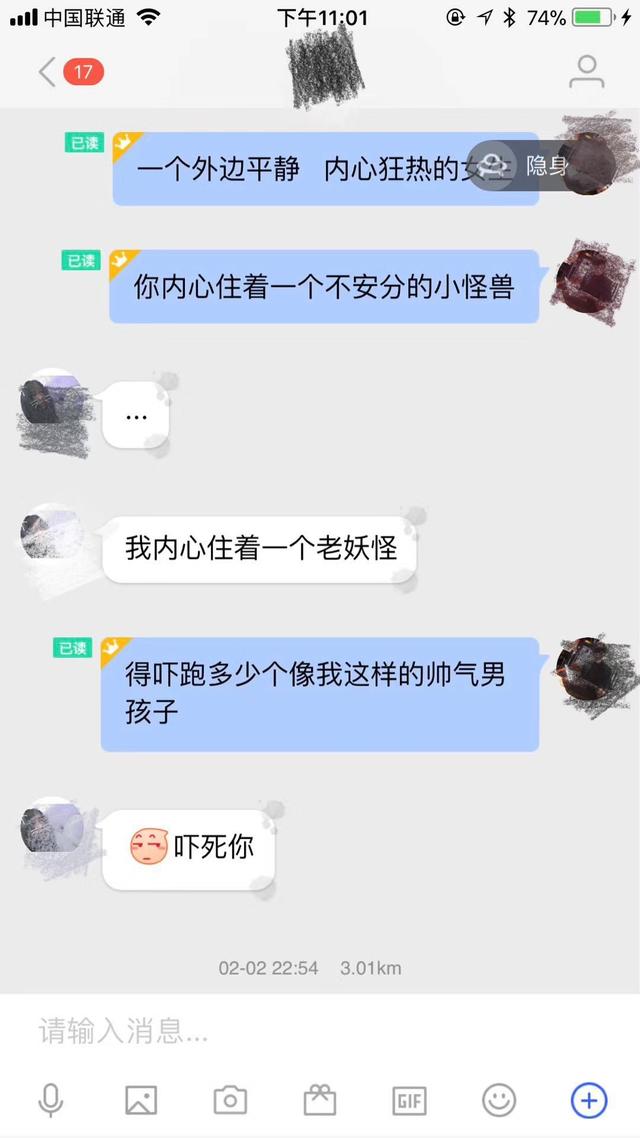 中国联通
下午11:01
74%
17
已读
一个外边平静 内心狂热的女生
隐身
已读
你内心住着一个不安分的小怪兽
...
我内心住着一个老妖怪
已读
得吓跑多少个像我这样的帅气男
孩子
吓死你
02-02 22:54 3.01km
请输入消息...
GIF